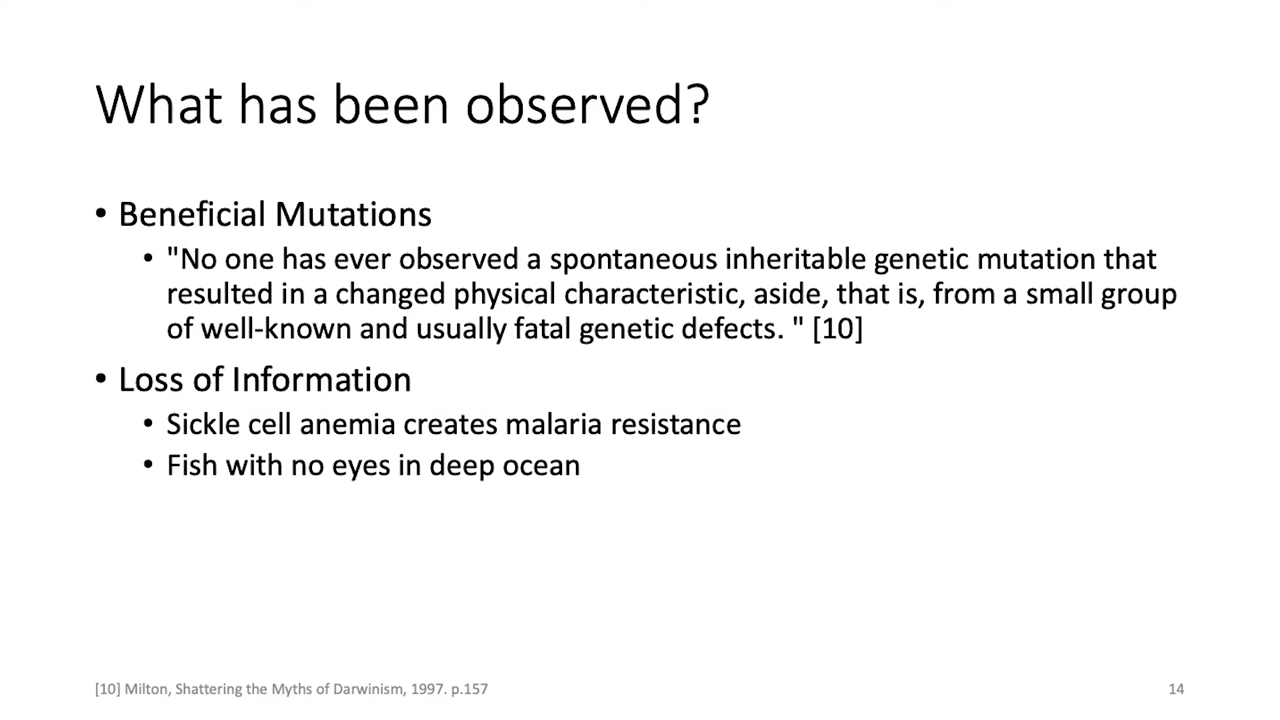 What has been observed?
• Beneficial Mutations
• "No one has ever observed a spontaneous inheritable genetic mutation that
resulted in a changed physical characteristic, aside, that is, from a small group
of well-known and usually fatal genetic defects. " [10]
• Loss of Information
• Sickle cell anemia creates malaria resistance
• Fish with no eyes in deep ocean
[10] Milton, Shattering the Myths of Darwinism, 1997. p.157
14